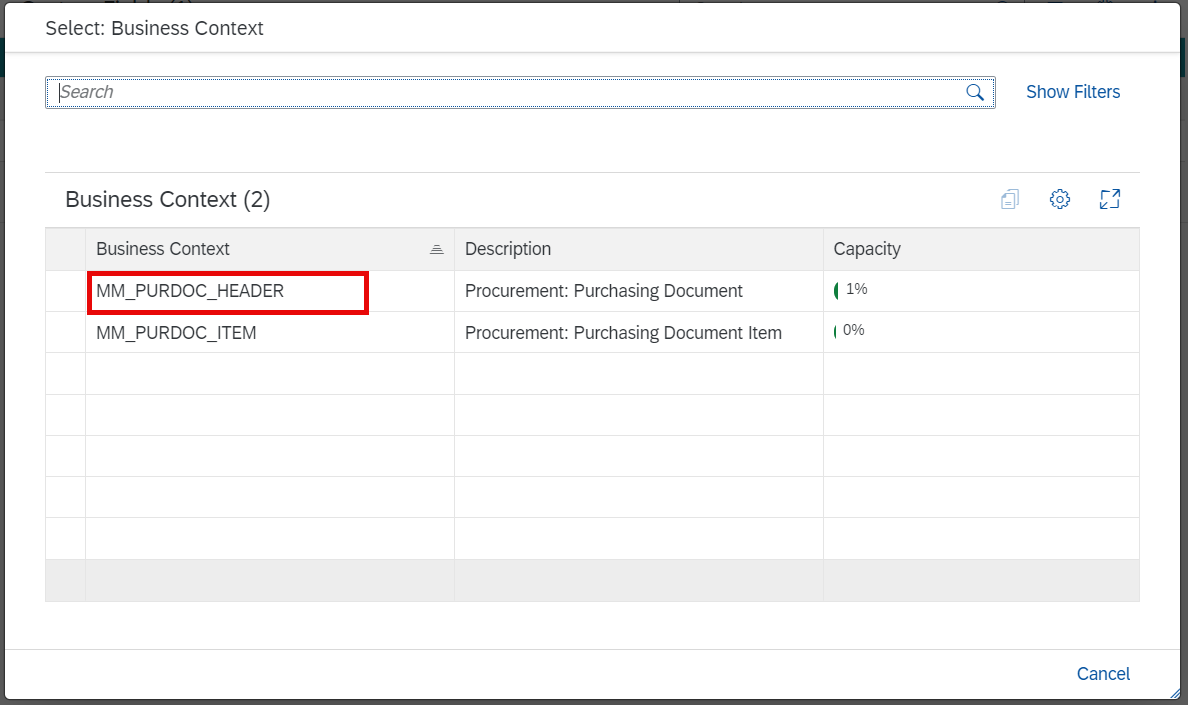 Select: Business Context
Search
Show Filters
Business Context (2)
Business Context Description Capacity
MM_PURDOC_HEADER Procurement: Purchasing Document 1%
MM_PURDOC_ITEM Procurement: Purchasing Document Item 0%
Cancel